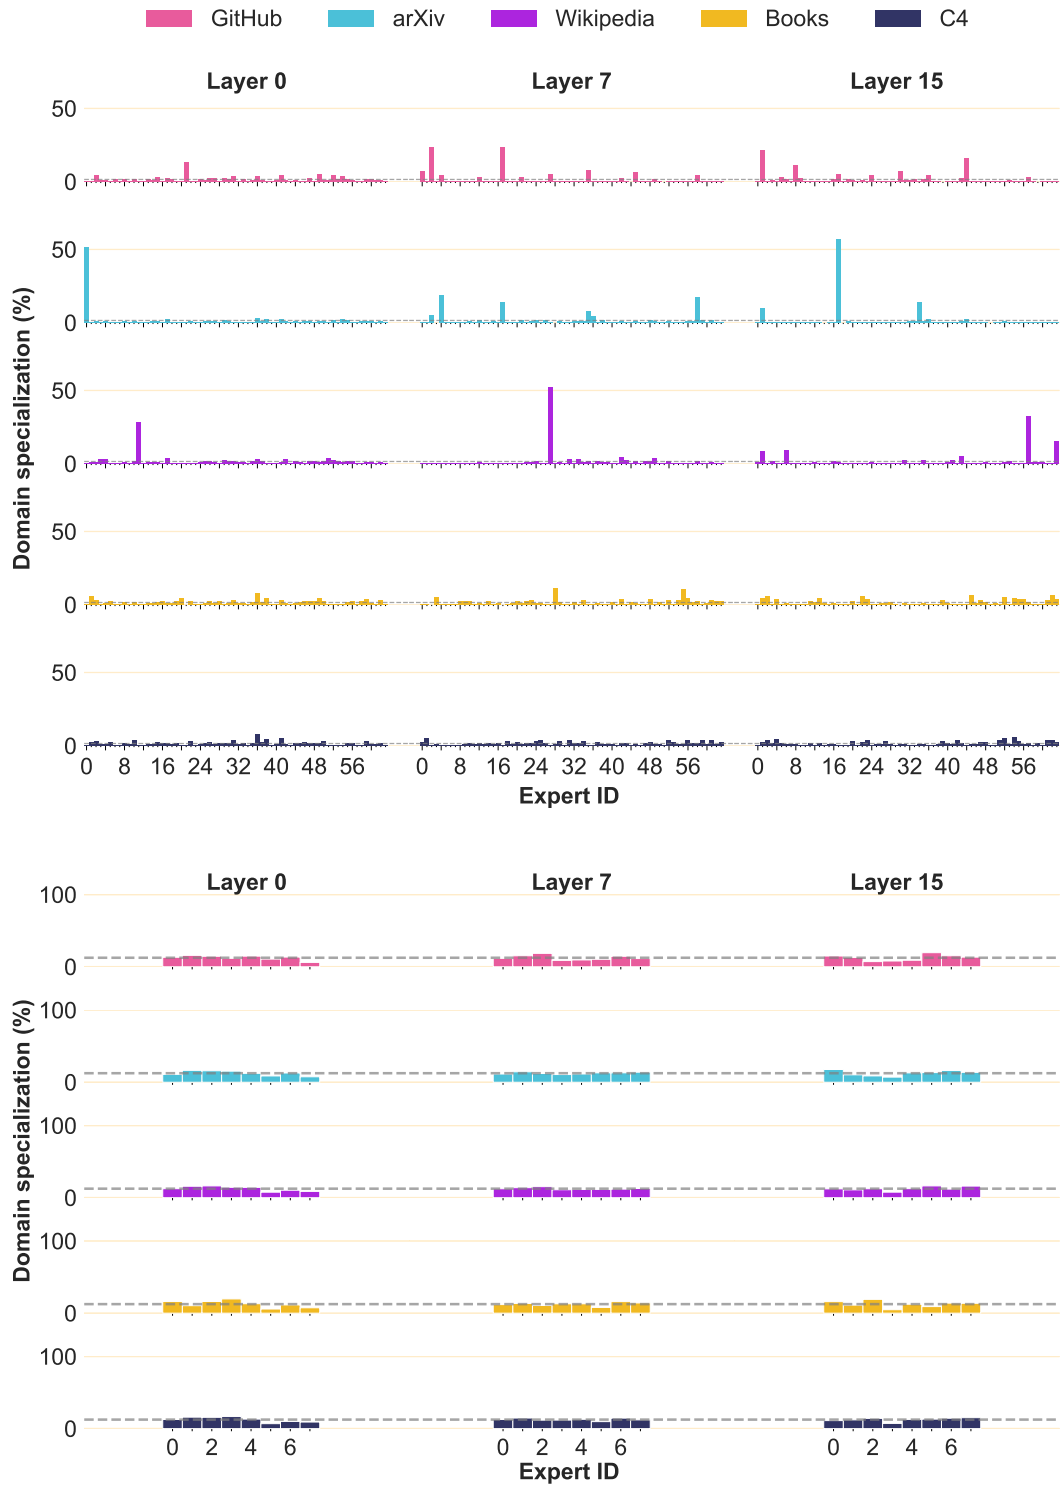 GitHub arXiv Wikipedia Books C4
Layer 0 Layer 7 Layer 15
50
0
50
0
50
0
50
0
50
0
Domain specialization (%)
0 8 16 24 32 40 48 56 0 8 16 24 32 40 48 56 0 8 16 24 32 40 48 56
Expert ID
Layer 0 Layer 7 Layer 15
100
0
100
0
100
0
100
0
100
0
Domain specialization (%)
0 2 4 6 0 2 4 6 0 2 4 6
Expert ID